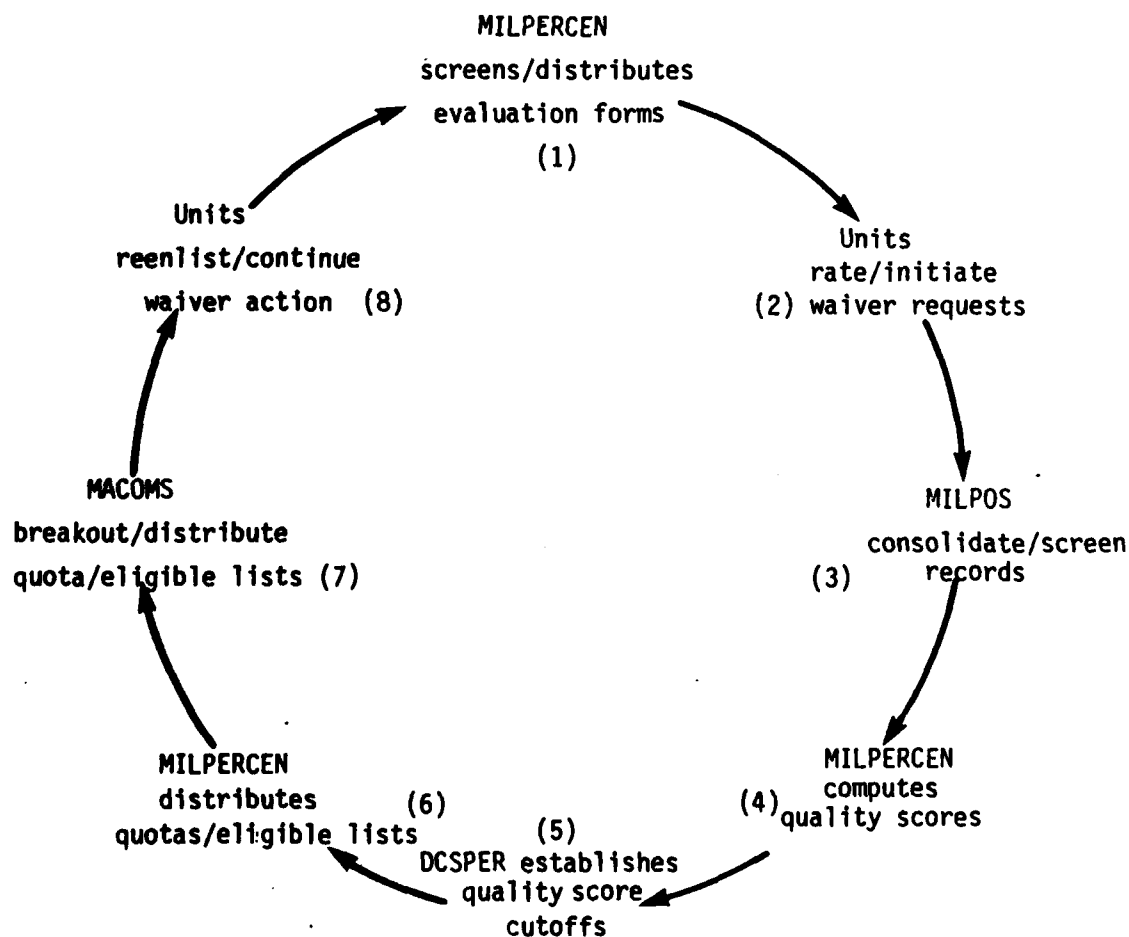 MILPERCEN
screens/distributes
evaluation forms
(1)
Units
rate/initiate
(2) waiver requests
MILPOS
consolidate/screen
(3) records
MILPERCEN
computes
(4) quality scores
(5)
DCSPER establishes
quality score
cutoffs
MILPERCEN
distributes (6)
quotas/eligible lists
MACOMS
breakout/distribute
quota/eligible lists (7)
Units
reenlist/continue
waiver action (8)